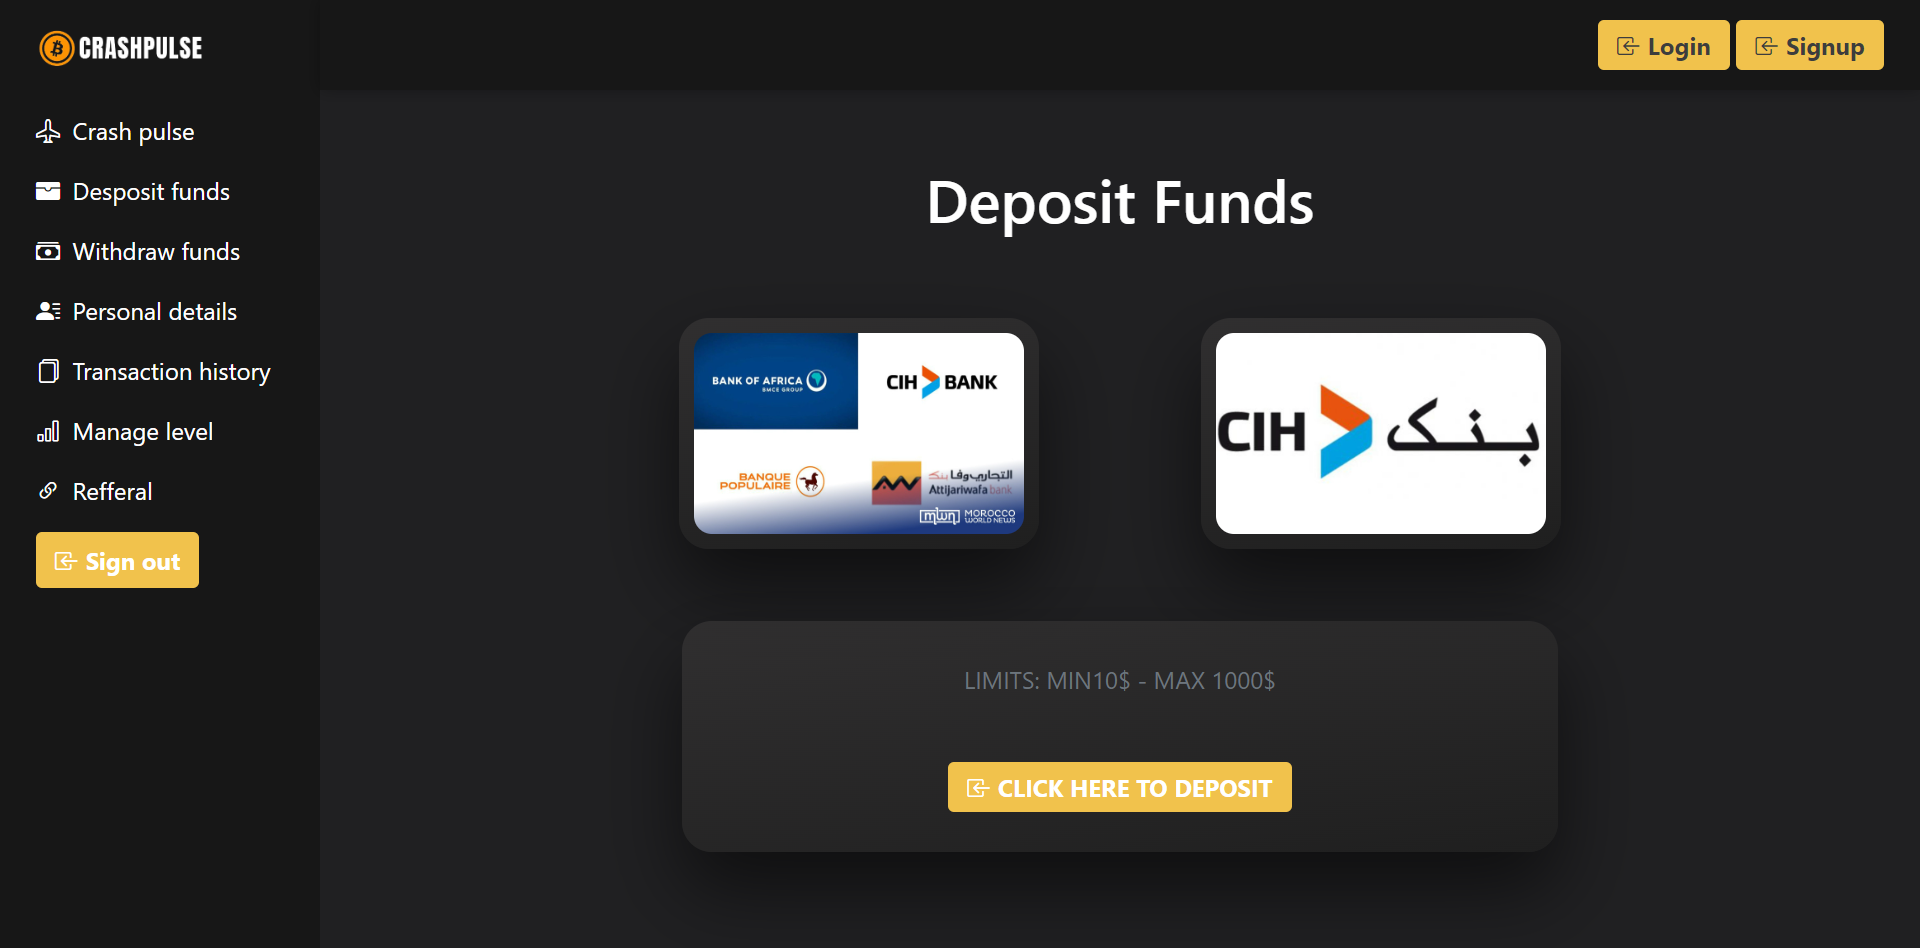 CRASHPULSE
Login
Signup
Crash pulse
Desposit funds
Withdraw funds
Personal details
Transaction history
Manage level
Refferal
Sign out
Deposit Funds
BANK OF AFRICA
BMCE GROUP
CIH BANK
BANQUE
POPULAIRE
التجاري وفا بنك
Attijariwafa bank
mwn MOROCCO
WORLD NEWS
CIH بنك
LIMITS: MIN10$ - MAX 1000$
CLICK HERE TO DEPOSIT